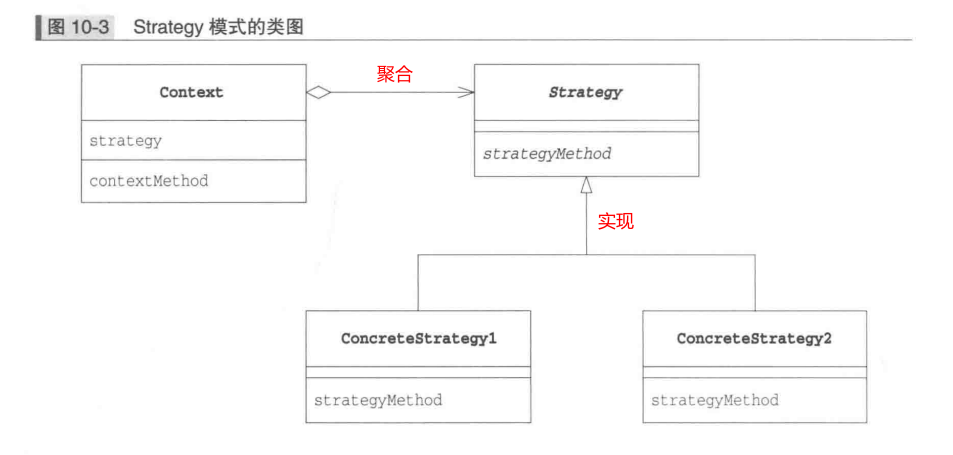 图 10-3 Strategy 模式的类图
聚合
Context
Strategy
strategy
strategyMethod
contextMethod
实现
ConcreteStrategy1
ConcreteStrategy2
strategyMethod
strategyMethod